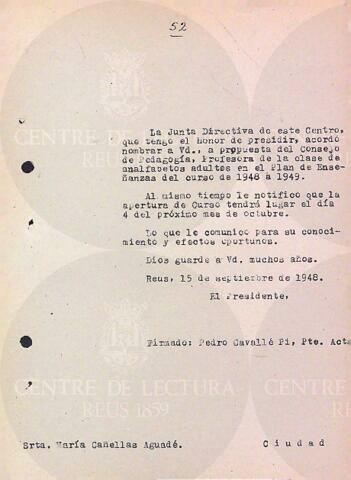 52
La Junta Directiva de este Centro,
que tengo el honor de presidir, acordó
nombrar a Vd., a propuesta del Consejo
de Pedagogía, Profesora de la clase de
analfabetos adultes en el Plan de Ense-
ñanzas del curso de 1948 a 1949.
Al mismo tiempo le notifico que la
apertura de Curso tendrá lugar el día
4 del próximo mes de octubre.
Lo que le comunico para su conoci-
miento y efectos oportunos.
Dios guarde a Vd. muchos años.
Reus, 15 de septiembre de 1948.
El Presidente,
Firmado: Pedro Cavallé Pi, Pte. Acta
CENTRE DE LECTURA
REUS 1859
Srta. María Cañellas Aguadé. Ciudad